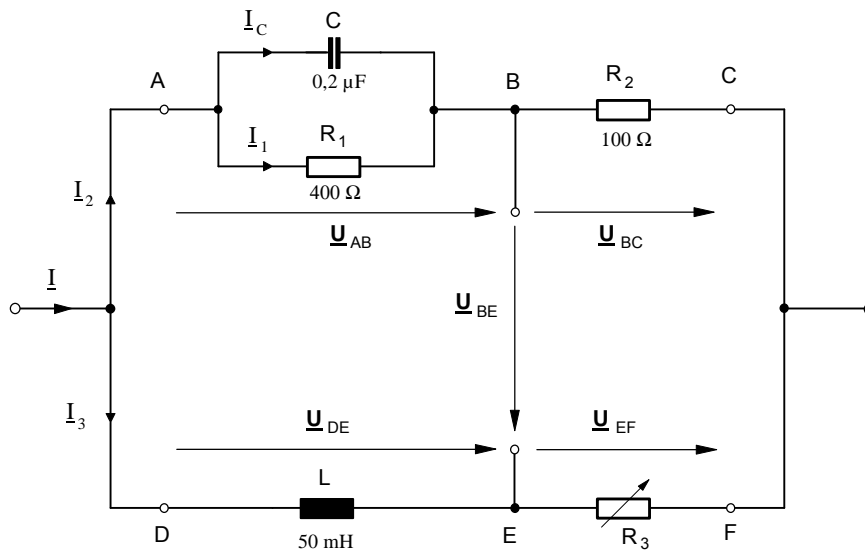 I_C
C
0,2 µF
A
I_1
R_1
400 Ω
B
R_2
100 Ω
C
I_2
U_AB
U_BC
I
U_BE
I_3
U_DE
U_EF
D
L
50 mH
E
R_3
F